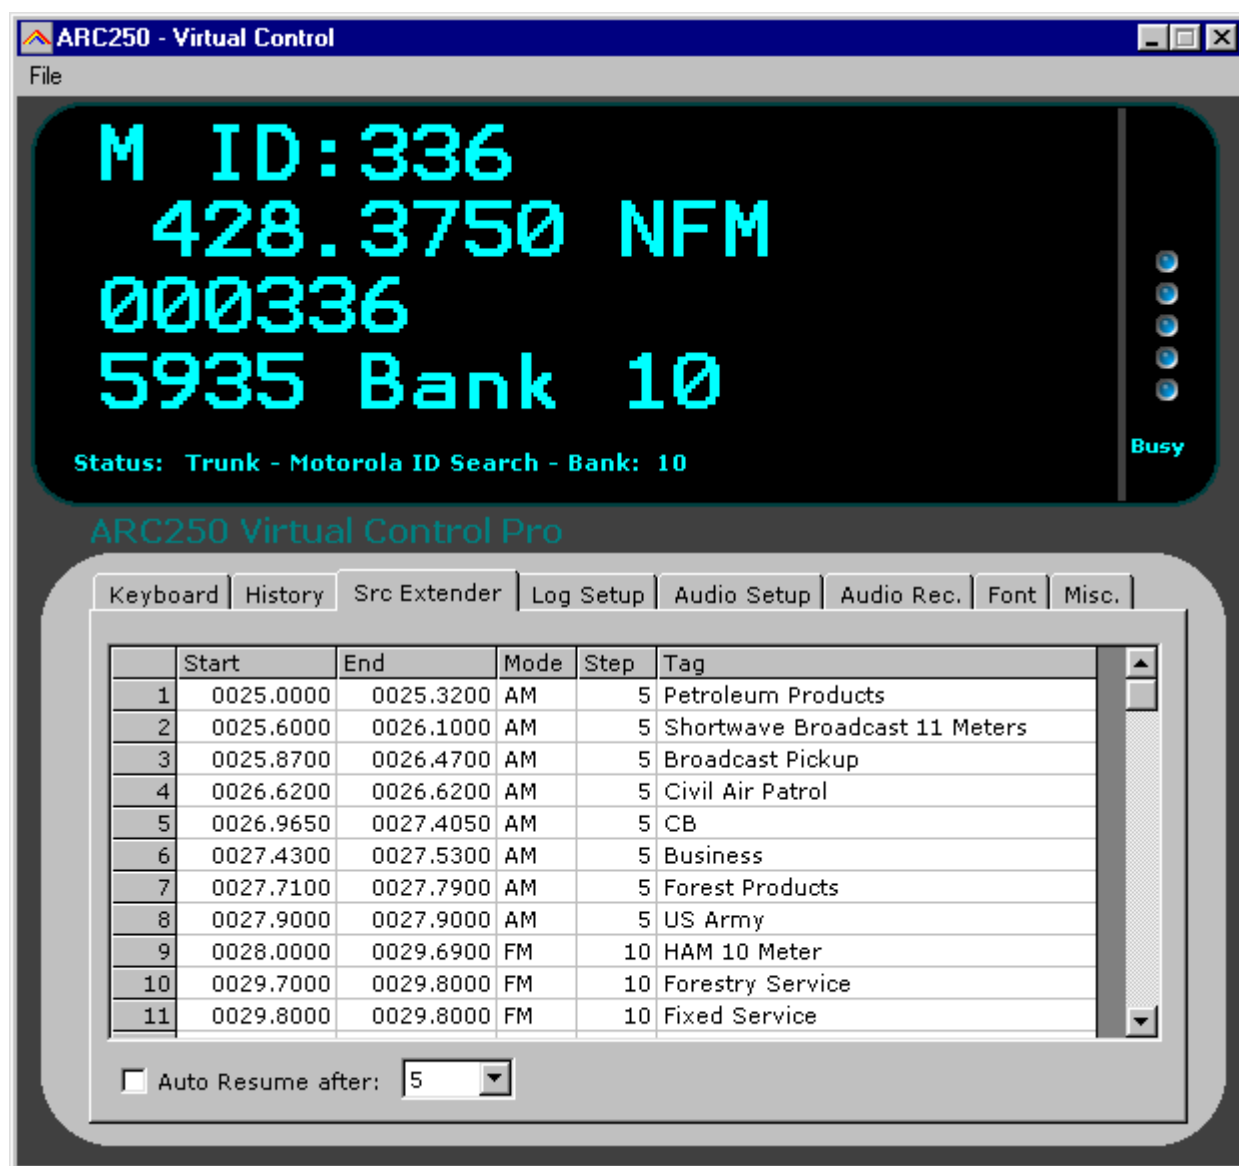 ARC250 - Virtual Control
File
M ID:336
428.3750 NFM
000336
5935 Bank 10
Busy
Status: Trunk - Motorola ID Search - Bank: 10
ARC250 Virtual Control Pro
Keyboard History Src Extender Log Setup Audio Setup Audio Rec. Font Misc.
Start End Mode Step Tag
1 0025.0000 0025.3200 AM 5 Petroleum Products
2 0025.6000 0026.1000 AM 5 Shortwave Broadcast 11 Meters
3 0025.8700 0026.4700 AM 5 Broadcast Pickup
4 0026.6200 0026.6200 AM 5 Civil Air Patrol
5 0026.9650 0027.4050 AM 5 CB
6 0027.4300 0027.5300 AM 5 Business
7 0027.7100 0027.7900 AM 5 Forest Products
8 0027.9000 0027.9000 AM 5 US Army
9 0028.0000 0029.6900 FM 10 HAM 10 Meter
10 0029.7000 0029.8000 FM 10 Forestry Service
11 0029.8000 0029.8000 FM 10 Fixed Service
Auto Resume after: 5